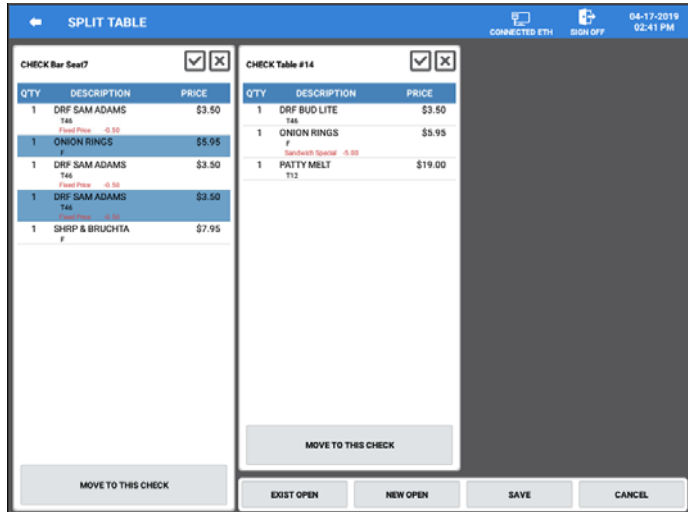 SPLIT TABLE
CONNECTED ETH
SIGN OFF
04-17-2019
02:41 PM
CHECK Bar Seat7
Q'TY DESCRIPTION PRICE
1 DRF SAM ADAMS $3.50
T46
Fixed Price -0.50
1 ONION RINGS $5.95
F
1 DRF SAM ADAMS $3.50
T46
Fixed Price -0.50
1 DRF SAM ADAMS $3.50
T46
Fixed Price -0.50
1 SHRP & BRUCHTA $7.95
F
MOVE TO THIS CHECK
CHECK Table #14
Q'TY DESCRIPTION PRICE
1 DRF BUD LITE $3.50
T46
1 ONION RINGS $5.95
F
Sandwich Special -5.00
1 PATTY MELT $19.00
T12
MOVE TO THIS CHECK
EXIST OPEN
NEW OPEN
SAVE
CANCEL